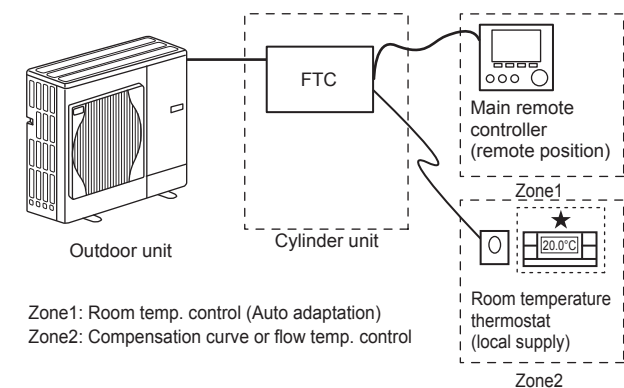 FTC
Main remote
controller
(remote position)
Zone1
Outdoor unit
Cylinder unit
20.0°C
Room temperature
thermostat
(local supply)
Zone2
Zone1: Room temp. control (Auto adaptation)
Zone2: Compensation curve or flow temp. control